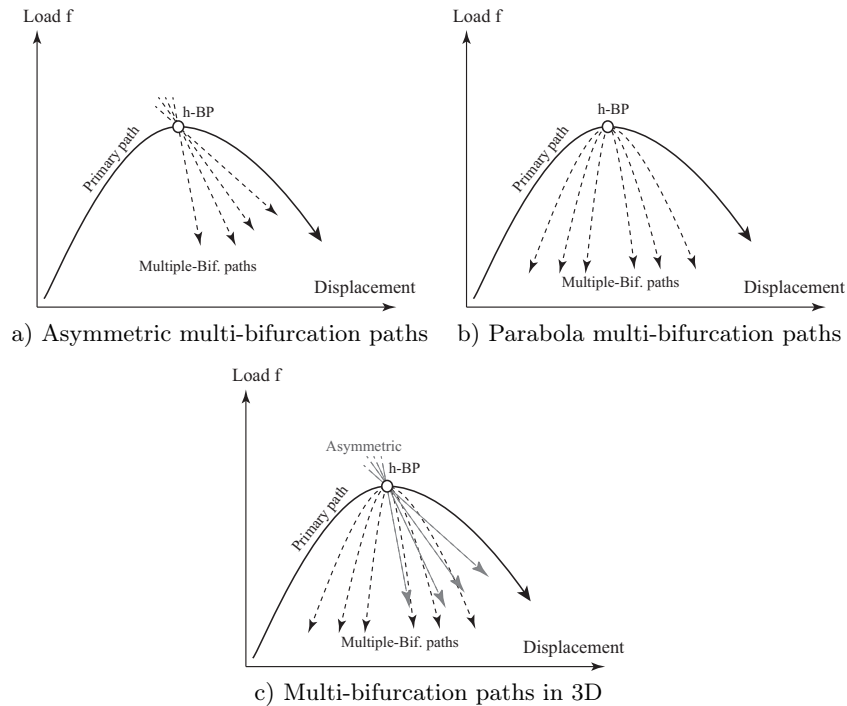 Load f
h-BP
Primary path
Multiple-Bif. paths
Displacement
a) Asymmetric multi-bifurcation paths
Load f
h-BP
Primary path
Multiple-Bif. paths
Displacement
b) Parabola multi-bifurcation paths
Load f
Asymmetric
h-BP
Primary path
Multiple-Bif. paths
Displacement
c) Multi-bifurcation paths in 3D